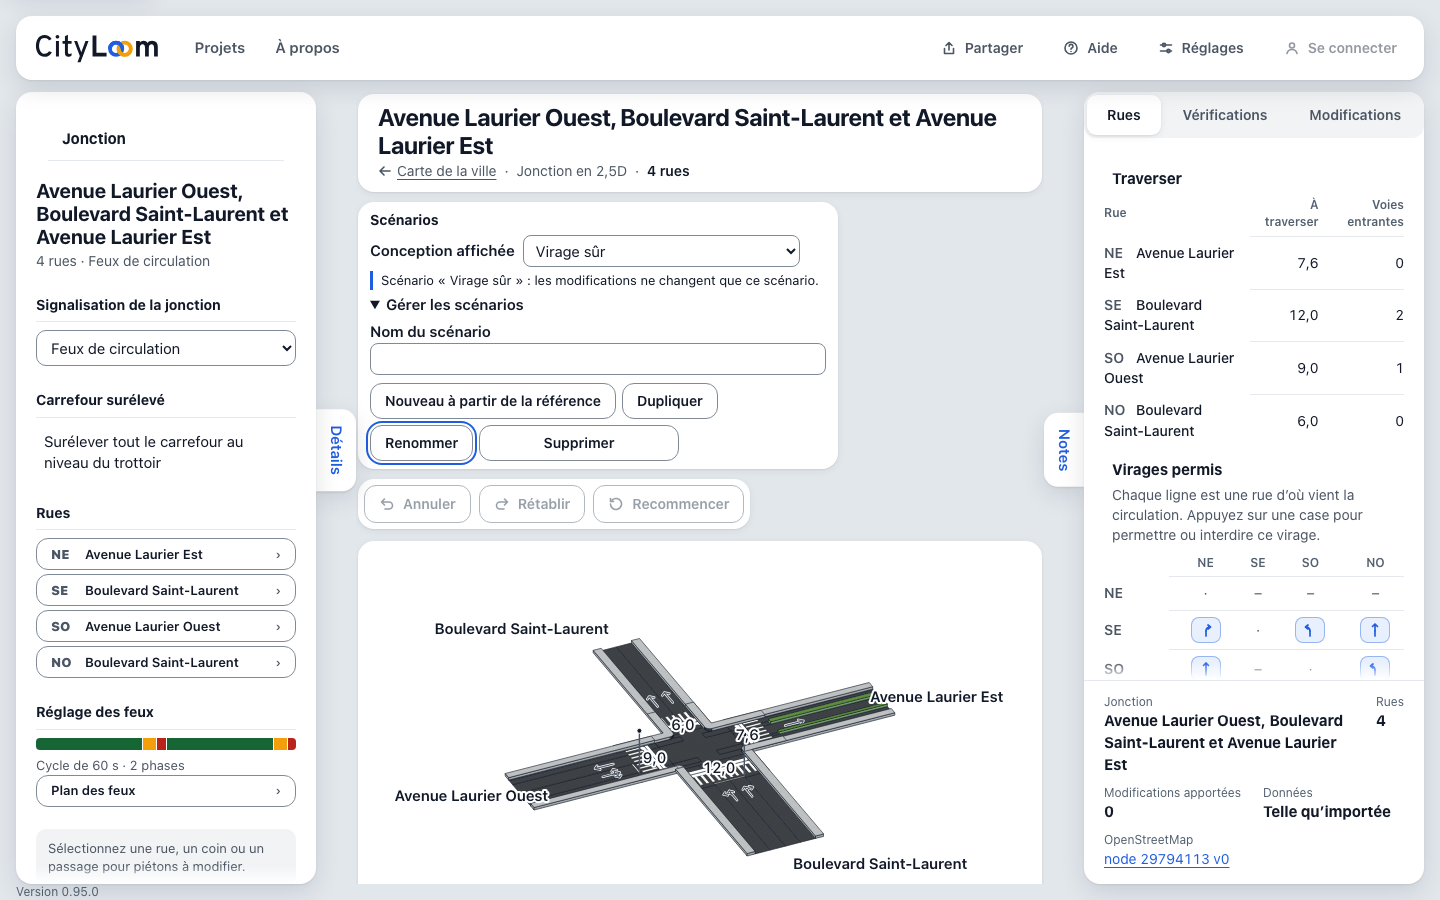 CityLoom
Projets
À propos
Partager
Aide
Réglages
Se connecter
Jonction
Avenue Laurier Ouest,
Boulevard Saint-Laurent et
Avenue Laurier Est
4 rues · Feux de circulation
Signalisation de la jonction
Feux de circulation
Carrefour surélevé
Surélever tout le carrefour au
niveau du trottoir
Rues
NE Avenue Laurier Est ›
SE Boulevard Saint-Laurent ›
SO Avenue Laurier Ouest ›
NO Boulevard Saint-Laurent ›
Réglage des feux
Cycle de 60 s · 2 phases
Plan des feux ›
Sélectionnez une rue, un coin ou un
passage pour piétons à modifier.
Version 0.95.0
Détails
Avenue Laurier Ouest, Boulevard Saint-Laurent et Avenue
Laurier Est
← Carte de la ville · Jonction en 2,5D · 4 rues
Scénarios
Conception affichée Virage sûr
Scénario « Virage sûr » : les modifications ne changent que ce scénario.
▼ Gérer les scénarios
Nom du scénario
Nouveau à partir de la référence
Dupliquer
Renommer
Supprimer
Annuler
Rétablir
Recommencer
Boulevard Saint-Laurent
Avenue Laurier Est
6,0
7,6
9,0
12,0
Avenue Laurier Ouest
Boulevard Saint-Laurent
Notes
Rues
Vérifications
Modifications
Traverser
Rue
À
traverser
Voies
entrantes
NE Avenue Laurier
Est
7,6
0
SE Boulevard
Saint-Laurent
12,0
2
SO Avenue Laurier
Ouest
9,0
1
NO Boulevard
Saint-Laurent
6,0
0
Virages permis
Chaque ligne est une rue d’où vient la
circulation. Appuyez sur une case pour
permettre ou interdire ce virage.
NE SE SO NO
NE · – – –
SE ↱ · ↰ ↑
SO ↑ – · ↰
Jonction
Avenue Laurier Ouest, Boulevard
Saint-Laurent et Avenue Laurier
Est
Rues
4
Modifications apportées
0
Données
Telle qu’importée
OpenStreetMap
node 29794113 v0